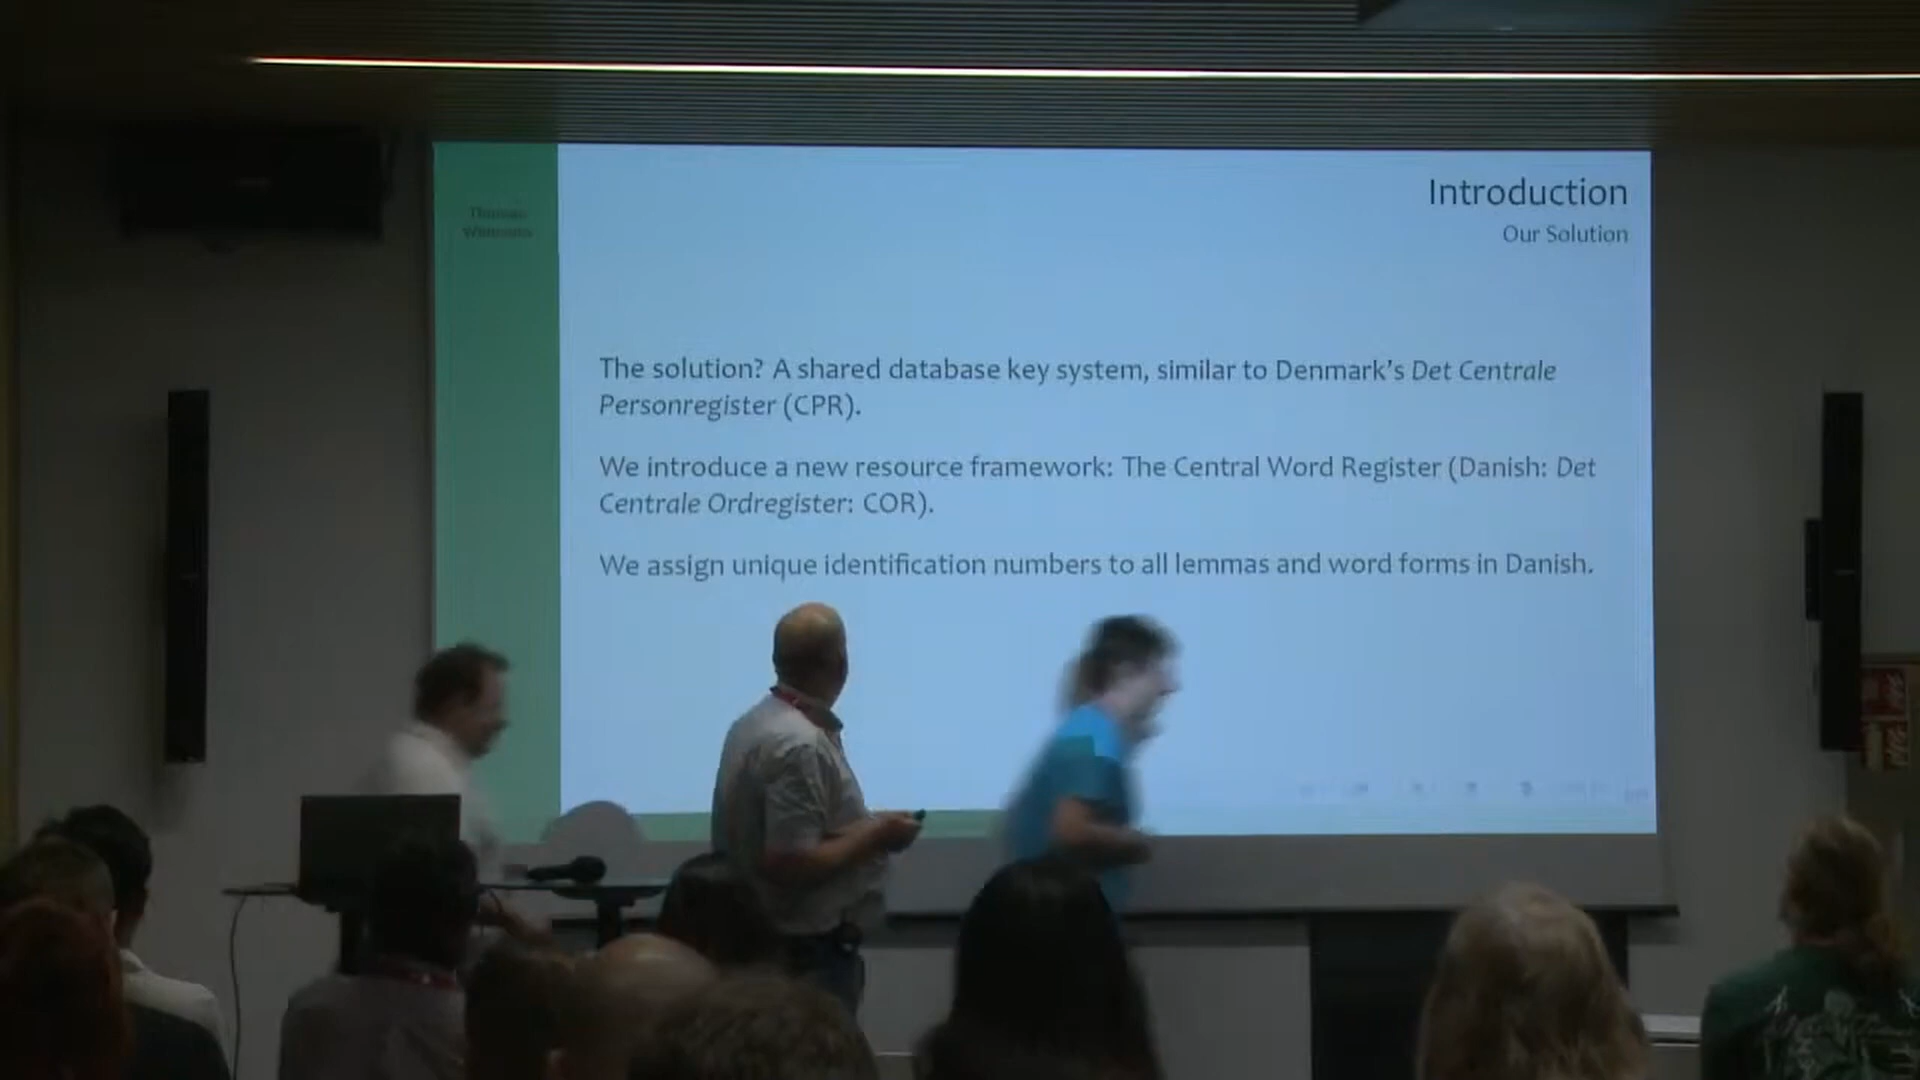 Introduction
Our Solution
The solution? A shared database key system, similar to Denmark's Det Centrale
Personregister (CPR).
We introduce a new resource framework: The Central Word Register (Danish: Det
Centrale Ordregister: COR).
We assign unique identification numbers to all lemmas and word forms in Danish.